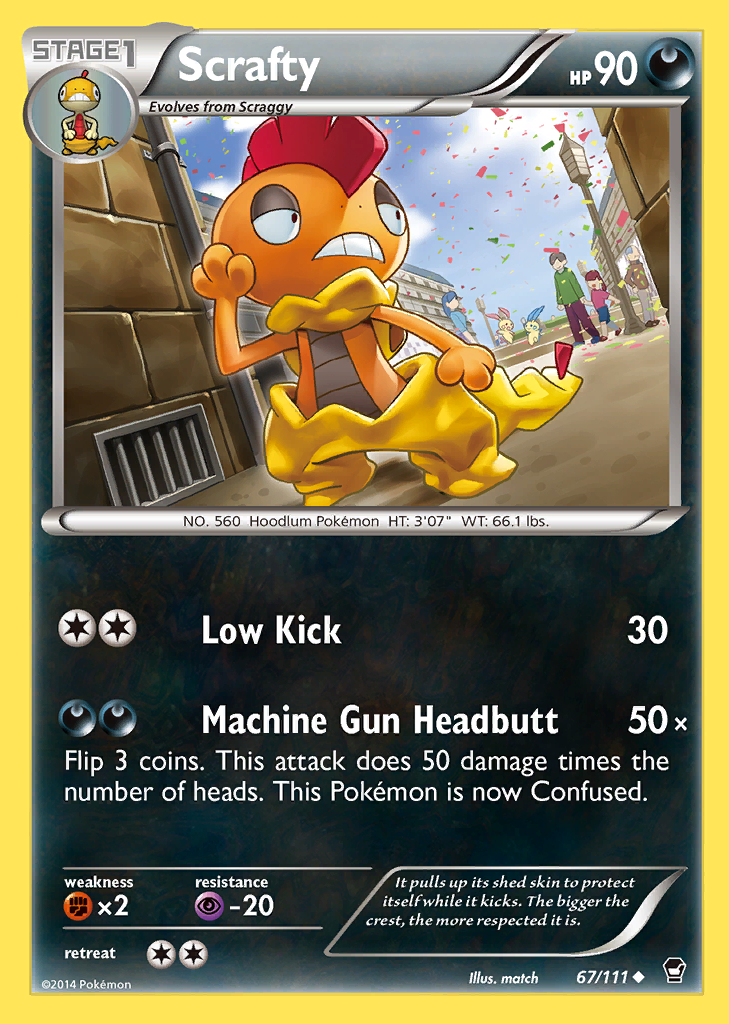 STAGE1
Scrafty
HP 90
Evolves from Scraggy
NO. 560 Hoodlum Pokémon HT: 3'07" WT: 66.1 lbs.
Low Kick 30
Machine Gun Headbutt 50×
Flip 3 coins. This attack does 50 damage times the
number of heads. This Pokémon is now Confused.
weakness resistance
×2 -20
retreat
It pulls up its shed skin to protect
itself while it kicks. The bigger the
crest, the more respected it is.
©2014 Pokémon
Illus. match 67/111